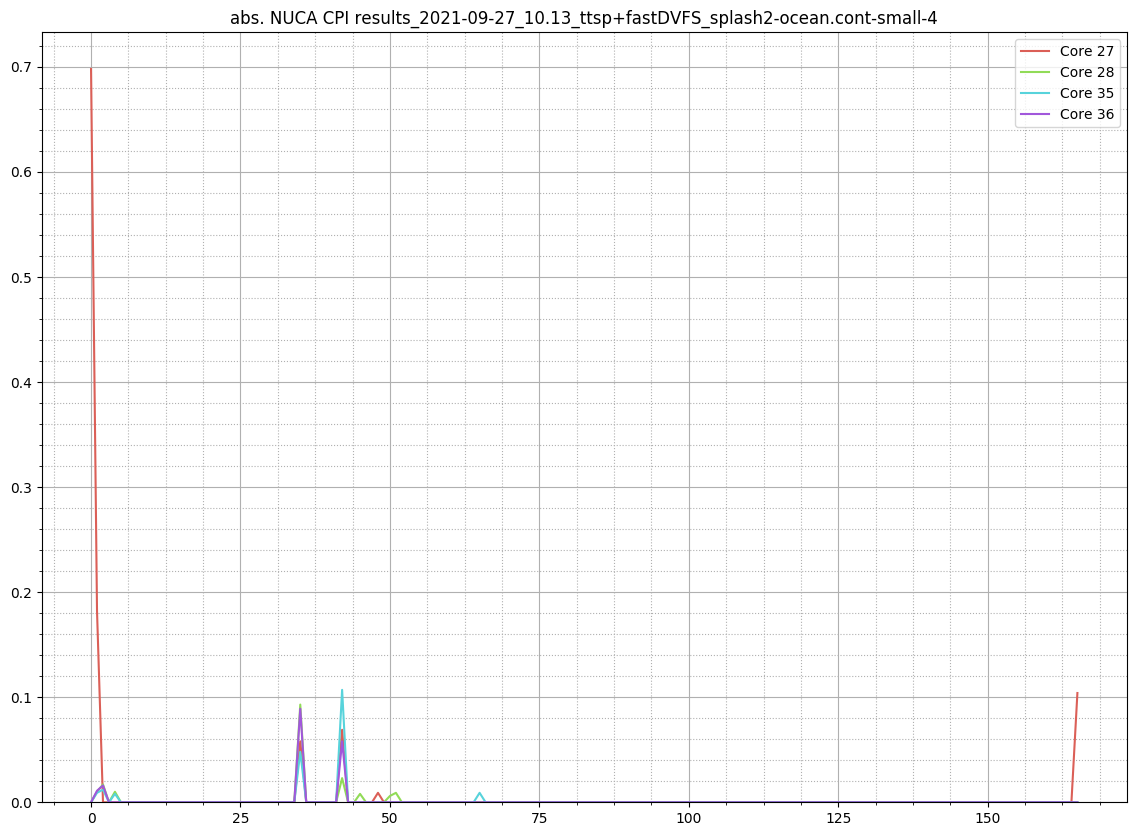 abs. NUCA CPI results_2021-09-27_10.13_ttsp+fastDVFS_splash2-ocean.cont-small-4
Core 27
Core 28
Core 35
Core 36
0.7
0.6
0.5
0.4
0.3
0.2
0.1
0.0
0 25 50 75 100 125 150